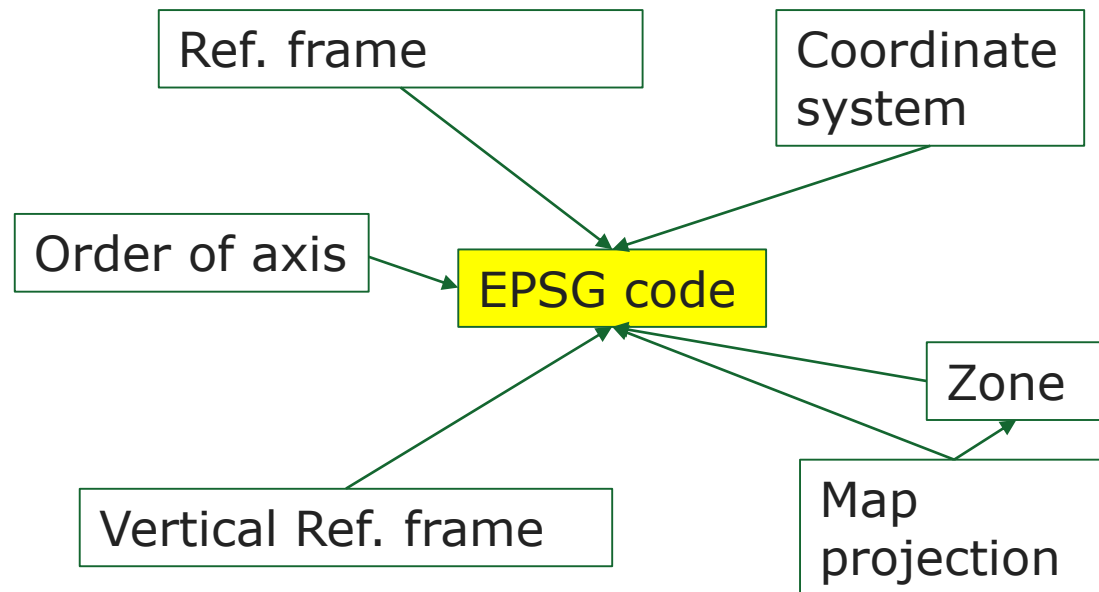 Ref. frame
Coordinate
system
Order of axis
EPSG code
Zone
Vertical Ref. frame
Map
projection